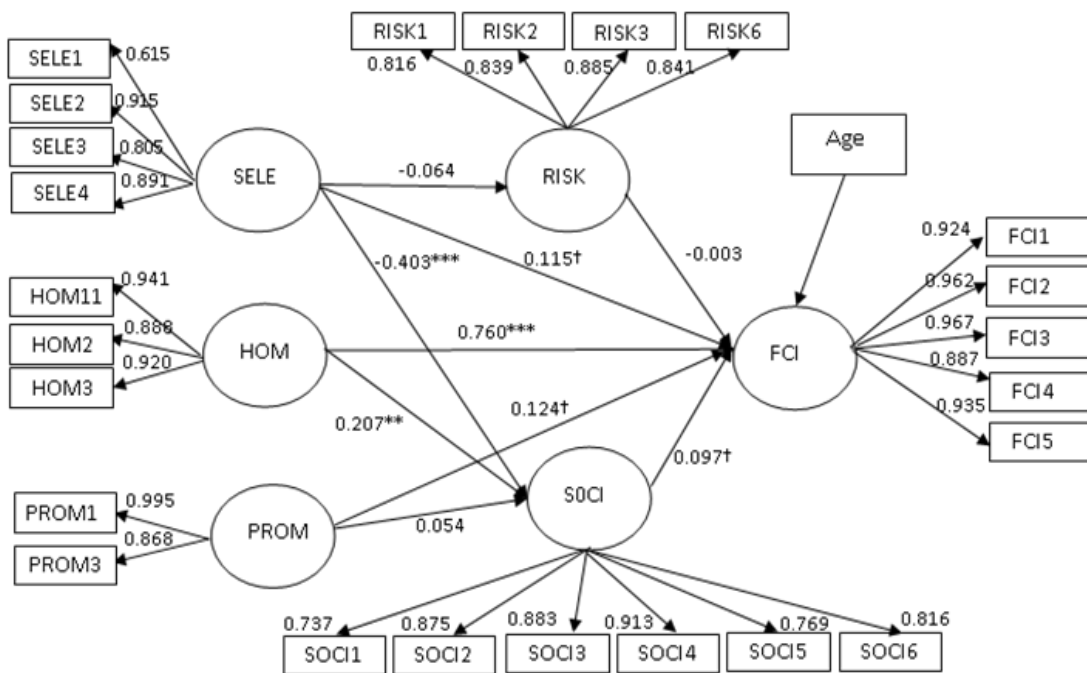 RISK1
RISK2
RISK3
RISK6
0.816
0.839
0.885
0.841
SELE1
SELE2
SELE3
SELE4
0.615
0.915
0.805
0.891
SELE
-0.064
RISK
Age
-0.403***
0.115†
-0.003
0.924
0.962
0.967
0.887
0.935
FCI1
FCI2
FCI3
FCI4
FCI5
HOM11
HOM2
HOM3
0.941
0.888
0.920
HOM
0.760***
FCI
0.207**
0.124†
0.097†
PROM1
PROM3
0.995
0.868
PROM
0.054
S0CI
0.737
0.875
0.883
0.913
0.769
0.816
SOCI1
SOCI2
SOCI3
SOCI4
SOCI5
SOCI6